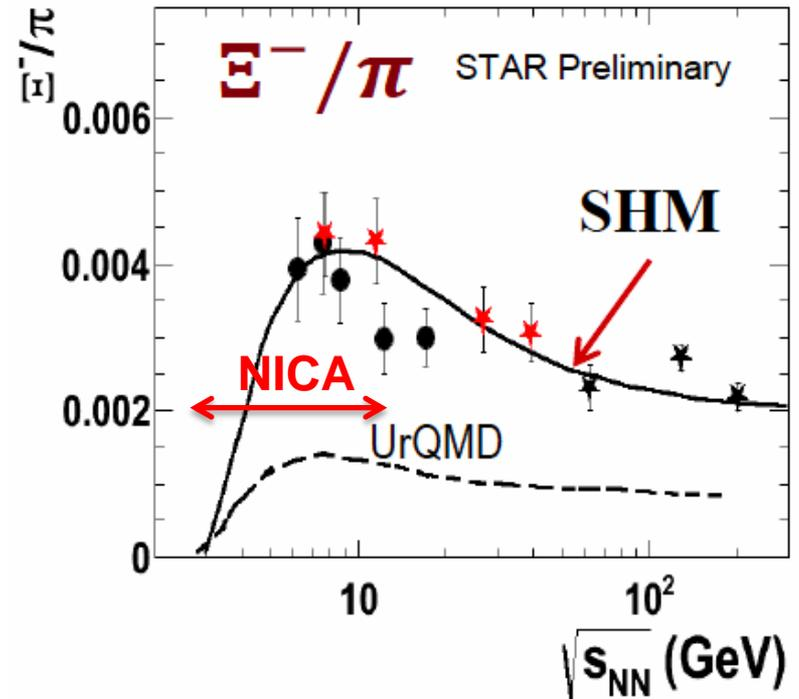 Ξ⁻/π
Ξ⁻/π
STAR Preliminary
0.006
SHM
0.004
NICA
0.002
UrQMD
0
10
10²
√sNN (GeV)